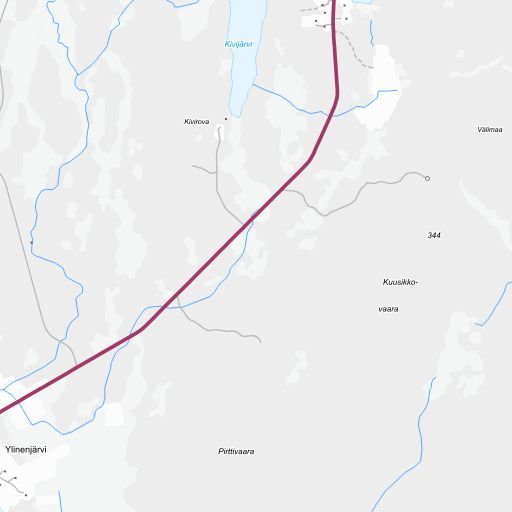 Kivijärvi
Kivirova
Välimaa
344
Kuusikko-
vaara
Ylinenjärvi
Pirttivaara